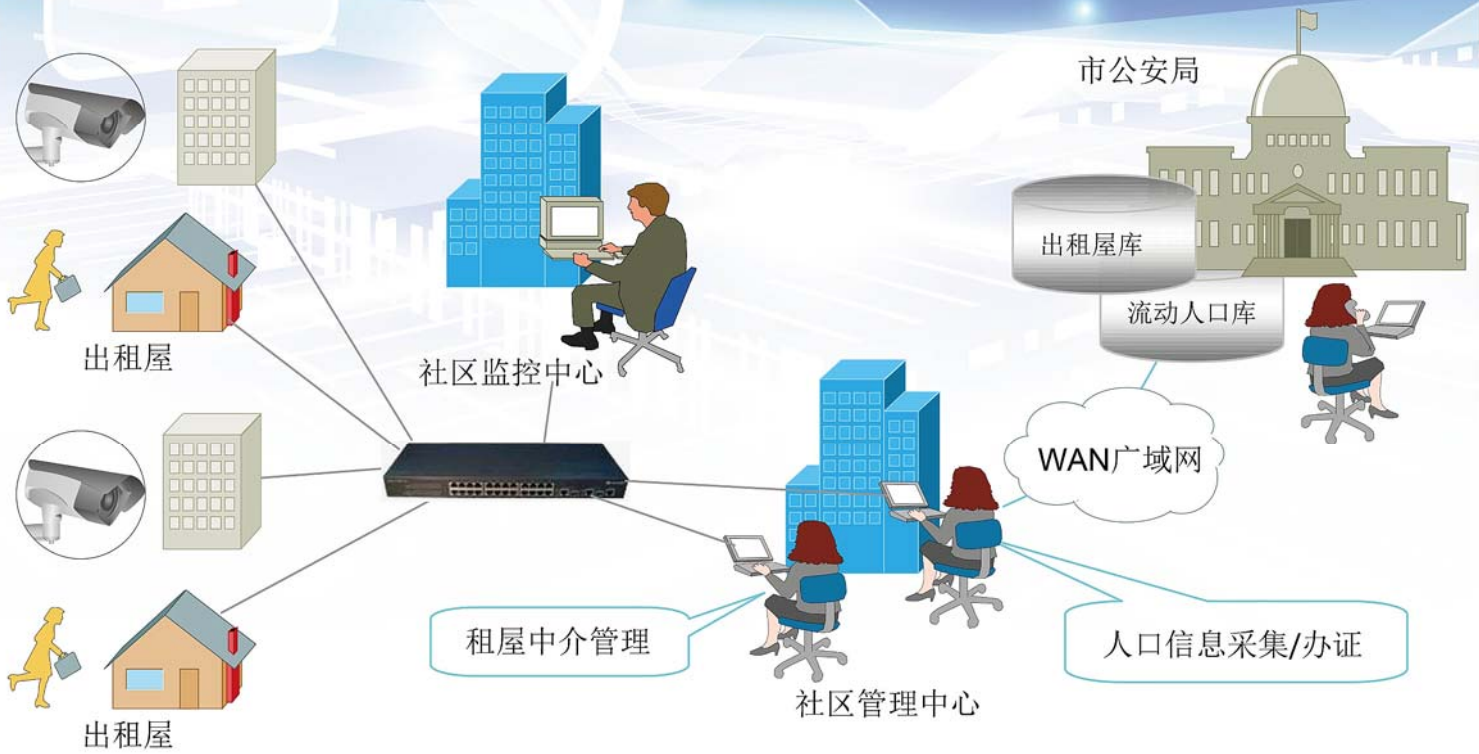 市公安局
出租屋库
流动人口库
出租屋
社区监控中心
WAN广域网
租屋中介管理
人口信息采集/办证
社区管理中心
出租屋